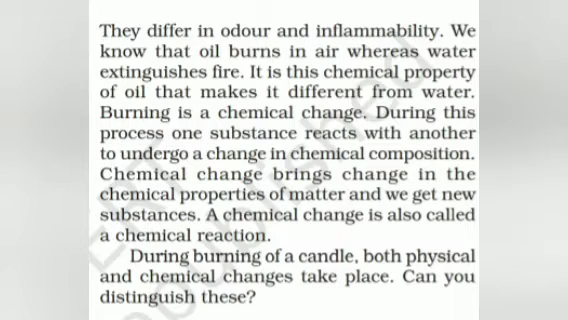 They differ in odour and inflammability. We
know that oil burns in air whereas water
extinguishes fire. It is this chemical property
of oil that makes it different from water.
Burning is a chemical change. During this
process one substance reacts with another
to undergo a change in chemical composition.
Chemical change brings change in the
chemical properties of matter and we get new
substances. A chemical change is also called
a chemical reaction.
During burning of a candle, both physical
and chemical changes take place. Can you
distinguish these?